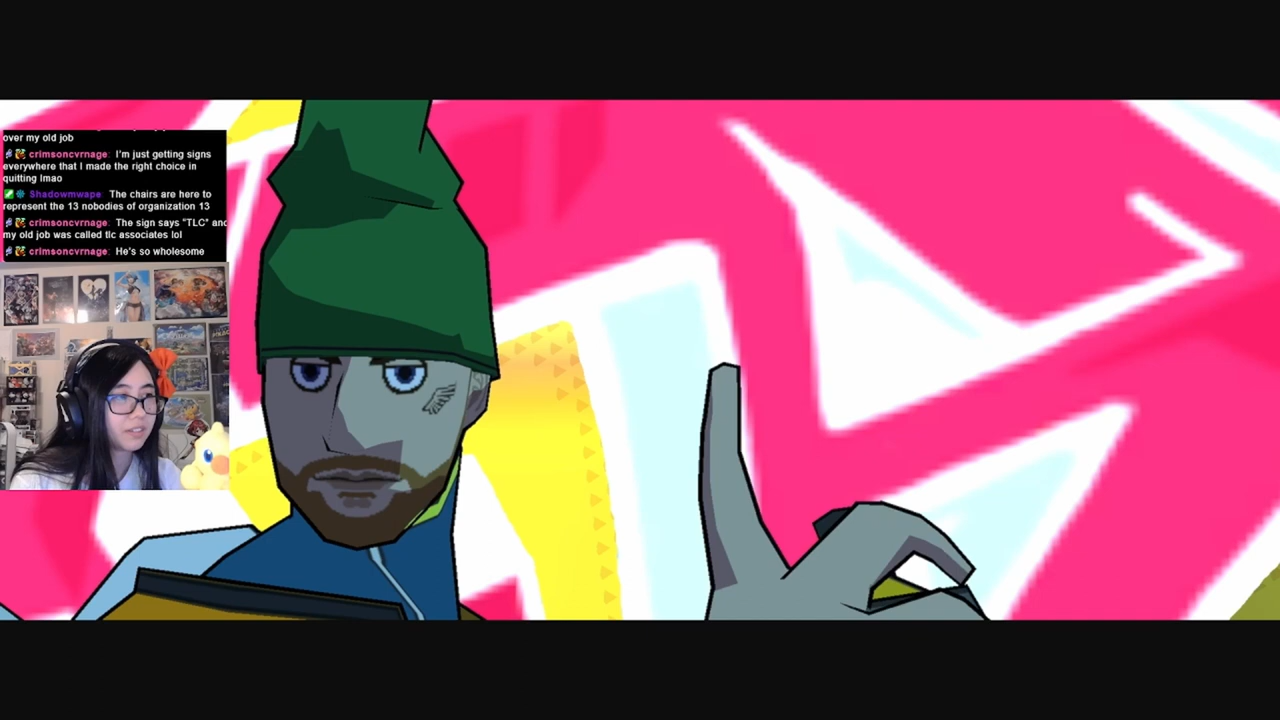 over my old job
crimsoncvrnage: I'm just getting signs
everywhere that I made the right choice in
quitting lmao
Shadowmwape: The chairs are here to
represent the 13 nobodies of organization 13
crimsoncvrnage: The sign says "TLC" and
my old job was called tlc associates lol
crimsoncvrnage: He's so wholesome